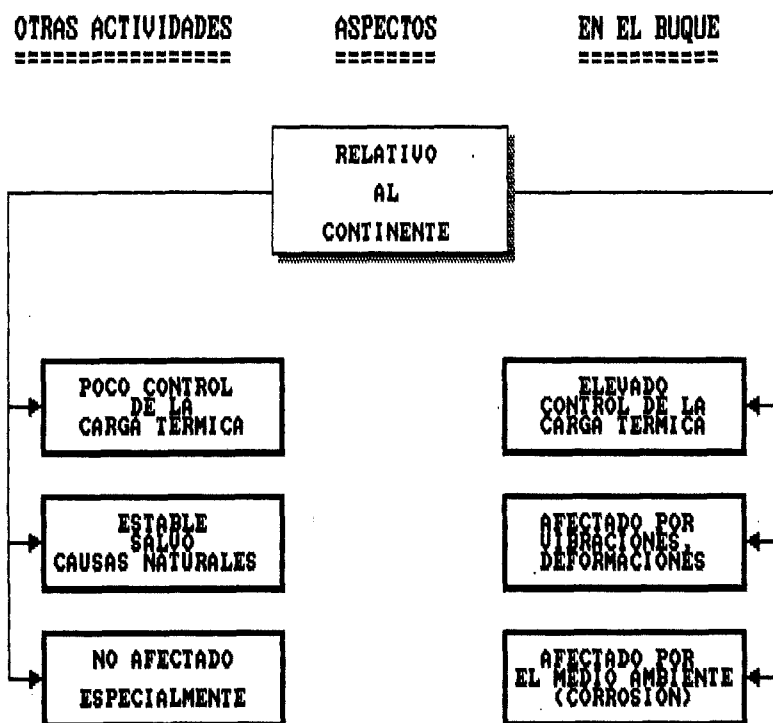 OTRAS ACTIVIDADES ASPECTOS EN EL BUQUE
RELATIVO
AL
CONTINENTE
POCO CONTROL
DE LA
CARGA TERMICA
ELEVADO
CONTROL DE LA
CARGA TERMICA
ESTABLE
SALVO
CAUSAS NATURALES
AFECTADO POR
VIBRACIONES,
DEFORMACIONES
NO AFECTADO
ESPECIALMENTE
AFECTADO POR
EL MEDIO AMBIENTE
(CORROSION)